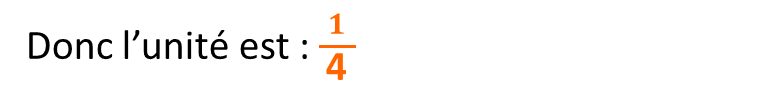 Donc l’unité est : 1/4